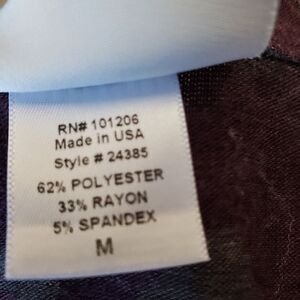 RN# 101206
Made in USA
Style # 24385
62% POLYESTER
33% RAYON
5% SPANDEX
M